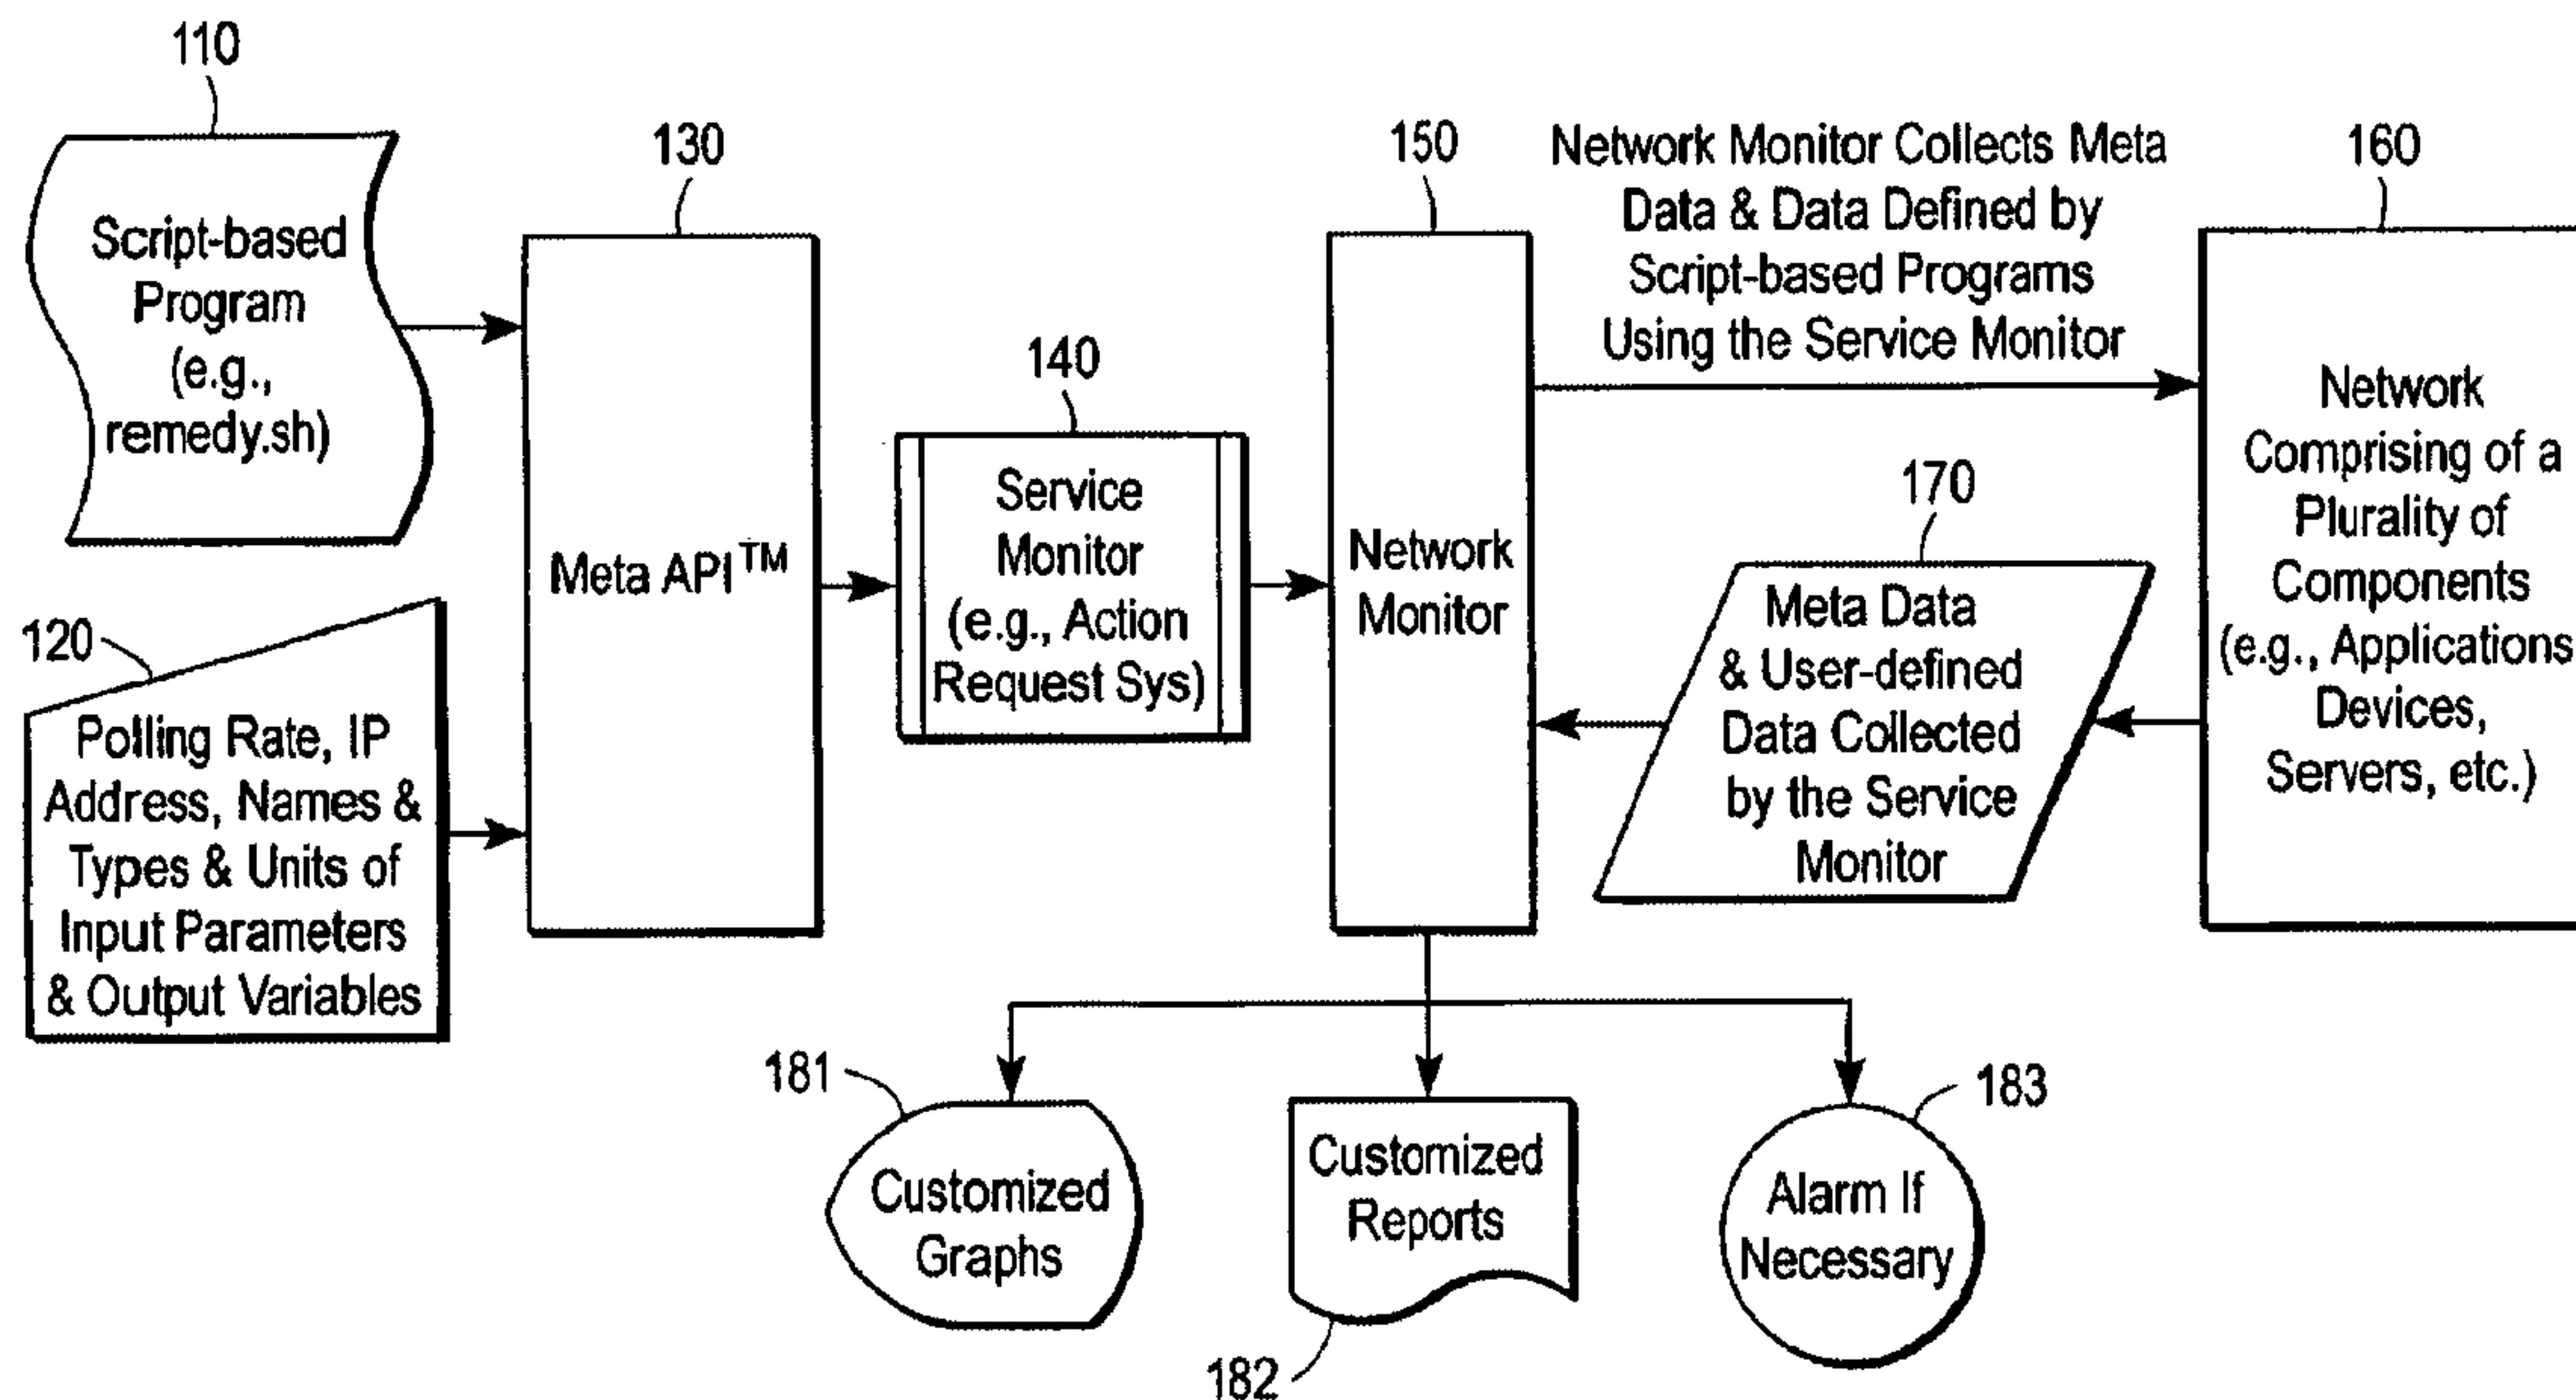 110
Script-based
Program
(e.g.,
remedy.sh)
120
Polling Rate, IP
Address, Names &
Types & Units of
Input Parameters
& Output Variables
130
Meta API™
140
Service
Monitor
(e.g., Action
Request Sys)
150
Network
Monitor
Network Monitor Collects Meta
Data & Data Defined by
Script-based Programs
Using the Service Monitor
160
Network
Comprising of a
Plurality of
Components
(e.g., Applications,
Devices,
Servers, etc.)
170
Meta Data
& User-defined
Data Collected
by the Service
Monitor
181
Customized
Graphs
Customized
Reports
182
183
Alarm If
Necessary